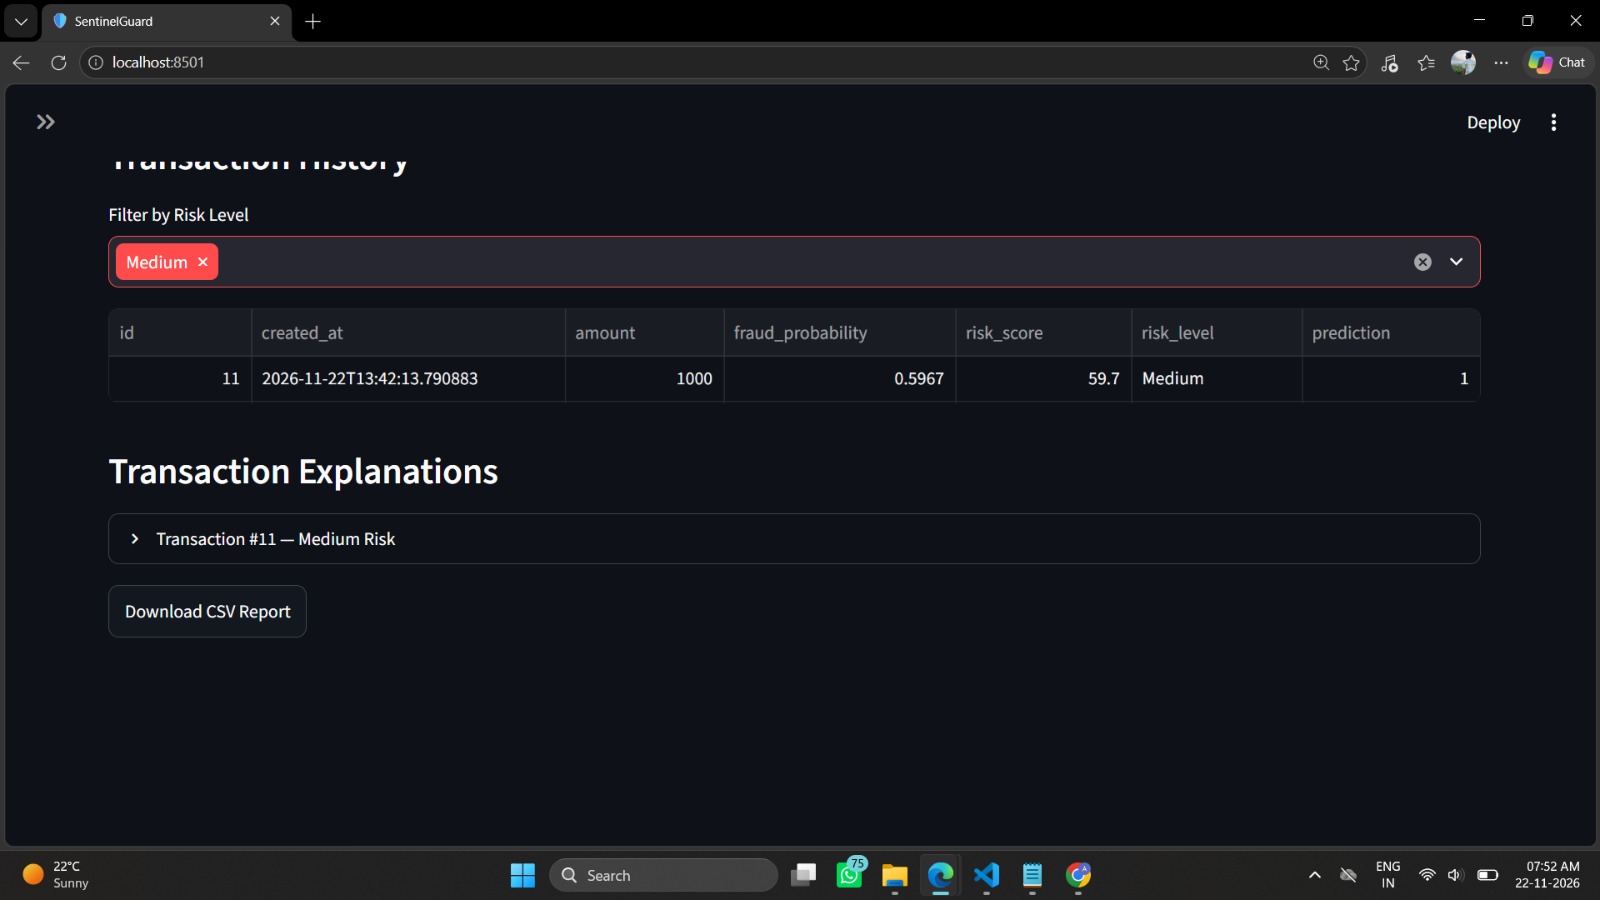 SentinelGuard
localhost:8501
Chat
Deploy
Transaction History
Filter by Risk Level
Medium
id created_at amount fraud_probability risk_score risk_level prediction
11 2026-11-22T13:42:13.790883 1000 0.5967 59.7 Medium 1
Transaction Explanations
Transaction #11 — Medium Risk
Download CSV Report
22°C
Sunny
Search
75
A
ENG
IN
07:52 AM
22-11-2026